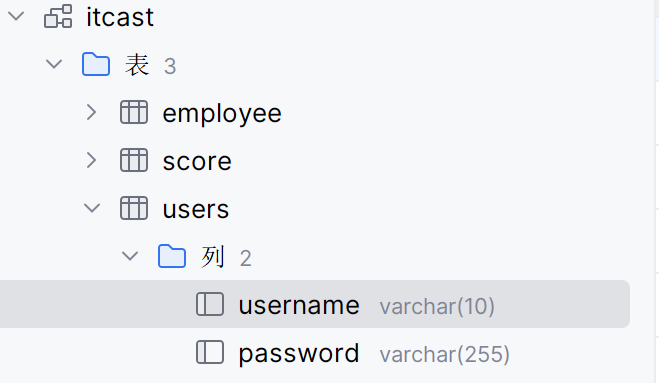 itcast
表 3
employee
score
users
列 2
username varchar(10)
password varchar(255)